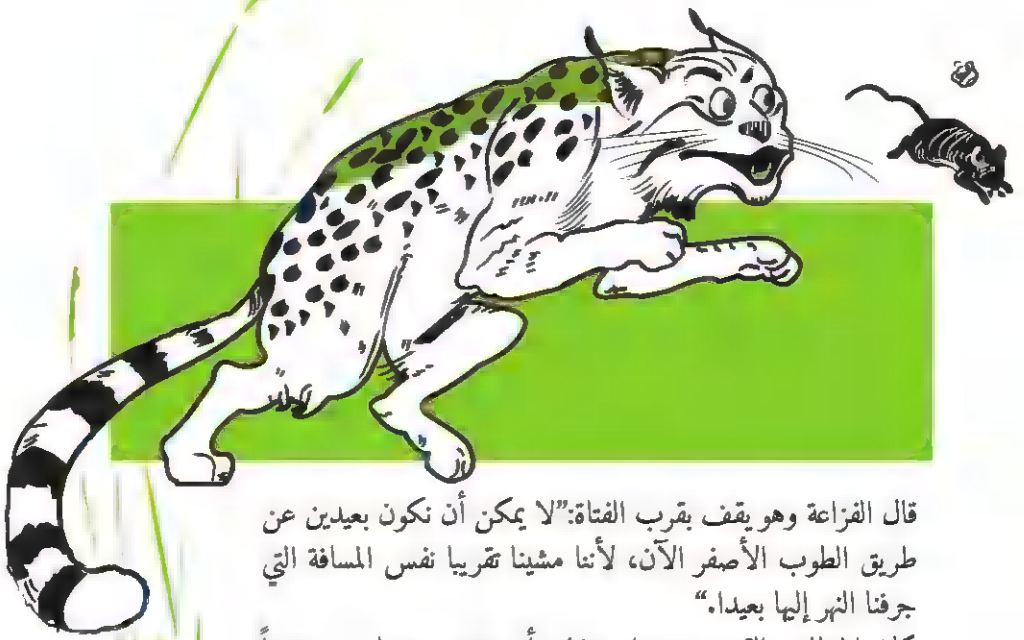 قال الفزاعة وهو يقف بقرب الفتاة:”لا يمكن أن نكون بعيدين عن
طريق الطوب الأصفر الآن، لأننا مشينا تقريبا نفس المسافة التي
جرفنا النهر إليها بعيدا.“